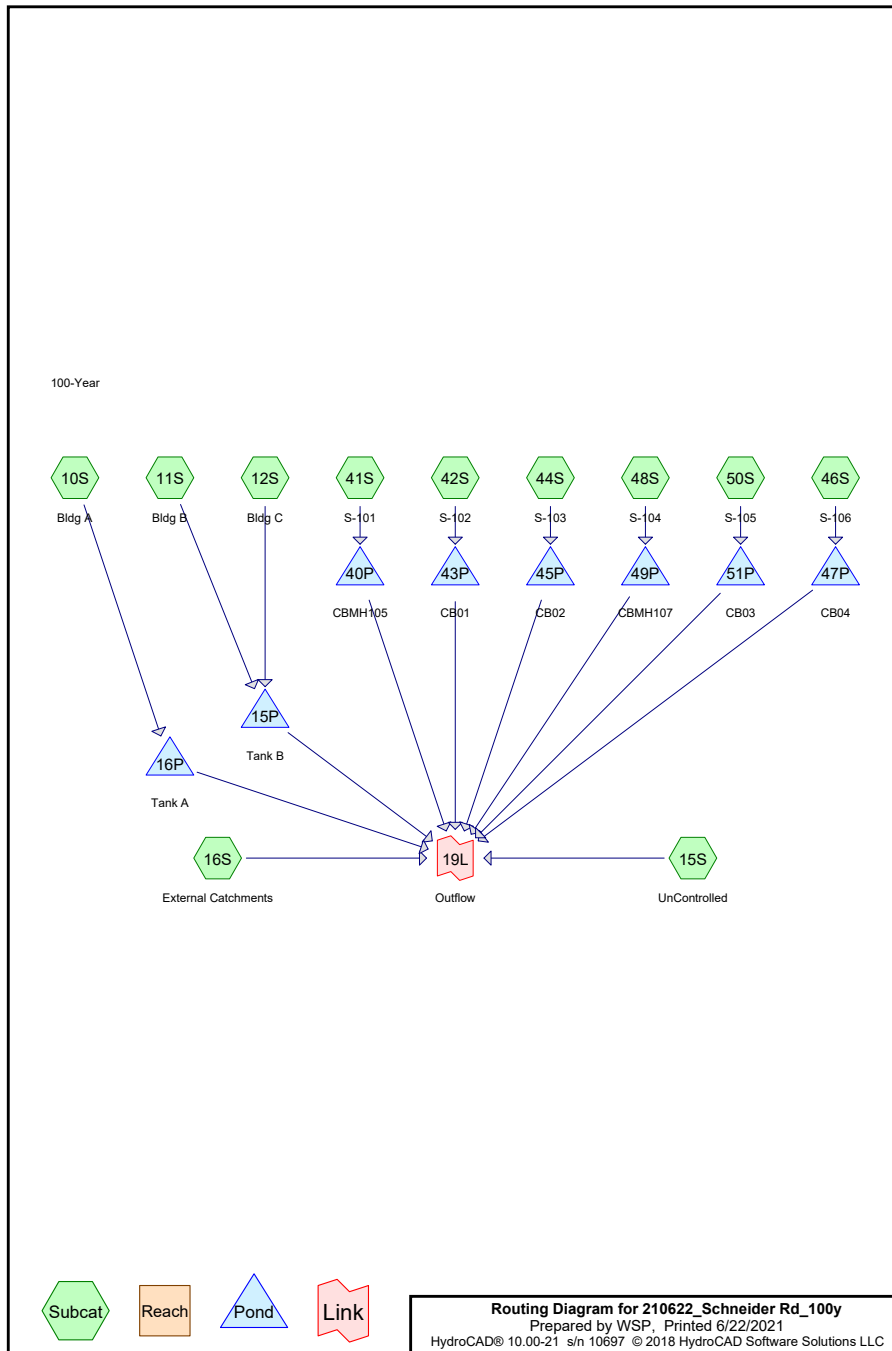 100-Year
10S 11S 12S 41S 42S 44S 48S 50S 46S
Bldg A Bldg B Bldg C S-101 S-102 S-103 S-104 S-105 S-106
40P 43P 45P 49P 51P 47P
CBMH105 CB01 CB02 CBMH107 CB03 CB04
15P
Tank B
16P
Tank A
16S 19L 15S
External Catchments Outflow UnControlled
Subcat Reach Pond Link
Routing Diagram for 210622_Schneider Rd_100y
Prepared by WSP, Printed 6/22/2021
HydroCAD® 10.00-21 s/n 10697 © 2018 HydroCAD Software Solutions LLC